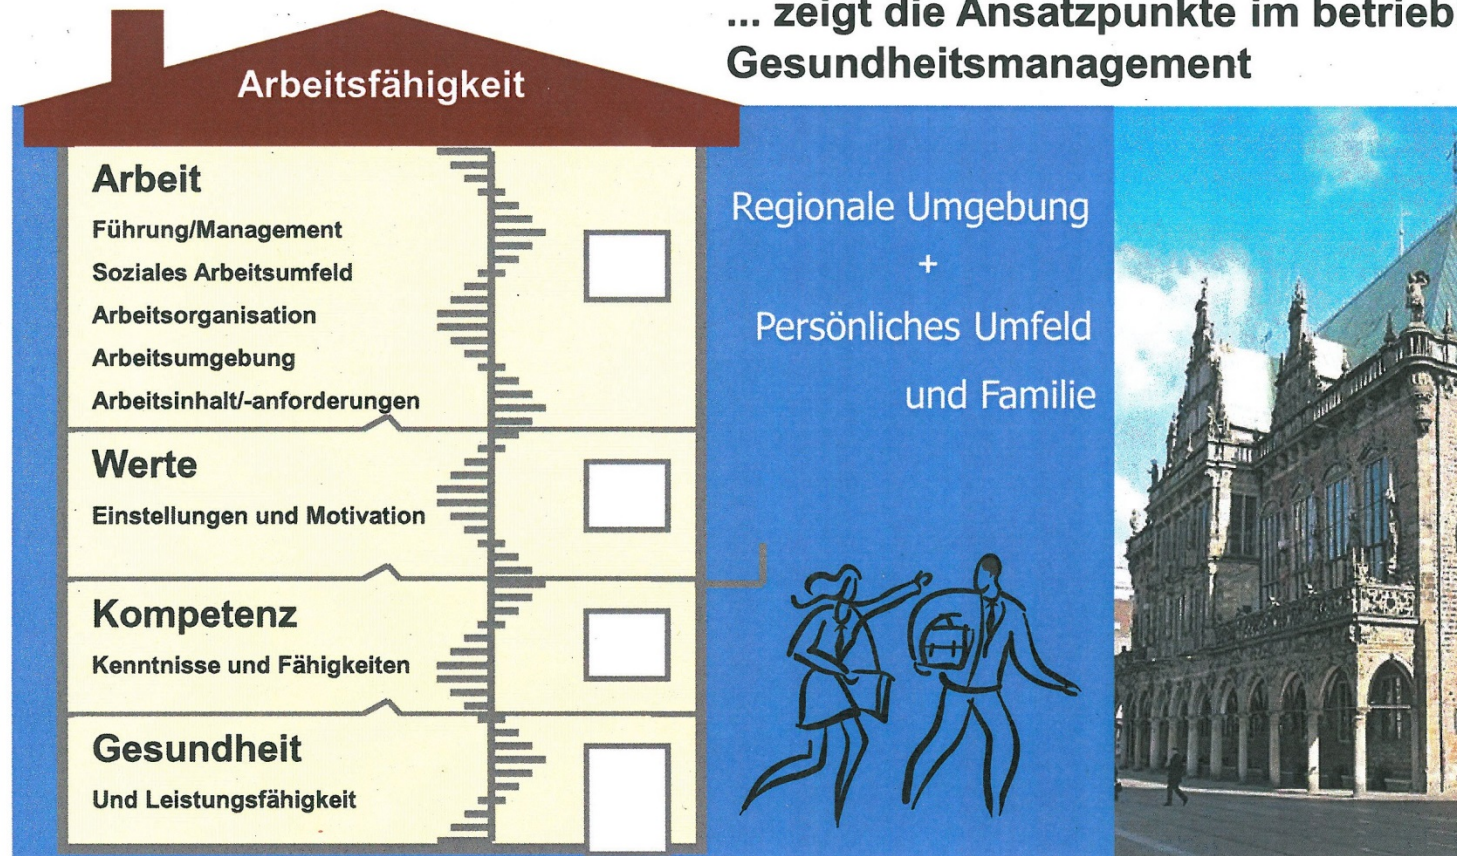 ... zeigt die Ansatzpunkte im betrieb
Gesundheitsmanagement
Arbeitsfähigkeit
Arbeit
Führung/Management
Soziales Arbeitsumfeld
Arbeitsorganisation
Arbeitsumgebung
Arbeitsinhalt/-anforderungen
Werte
Einstellungen und Motivation
Kompetenz
Kenntnisse und Fähigkeiten
Gesundheit
Und Leistungsfähigkeit
Regionale Umgebung
+
Persönliches Umfeld
und Familie